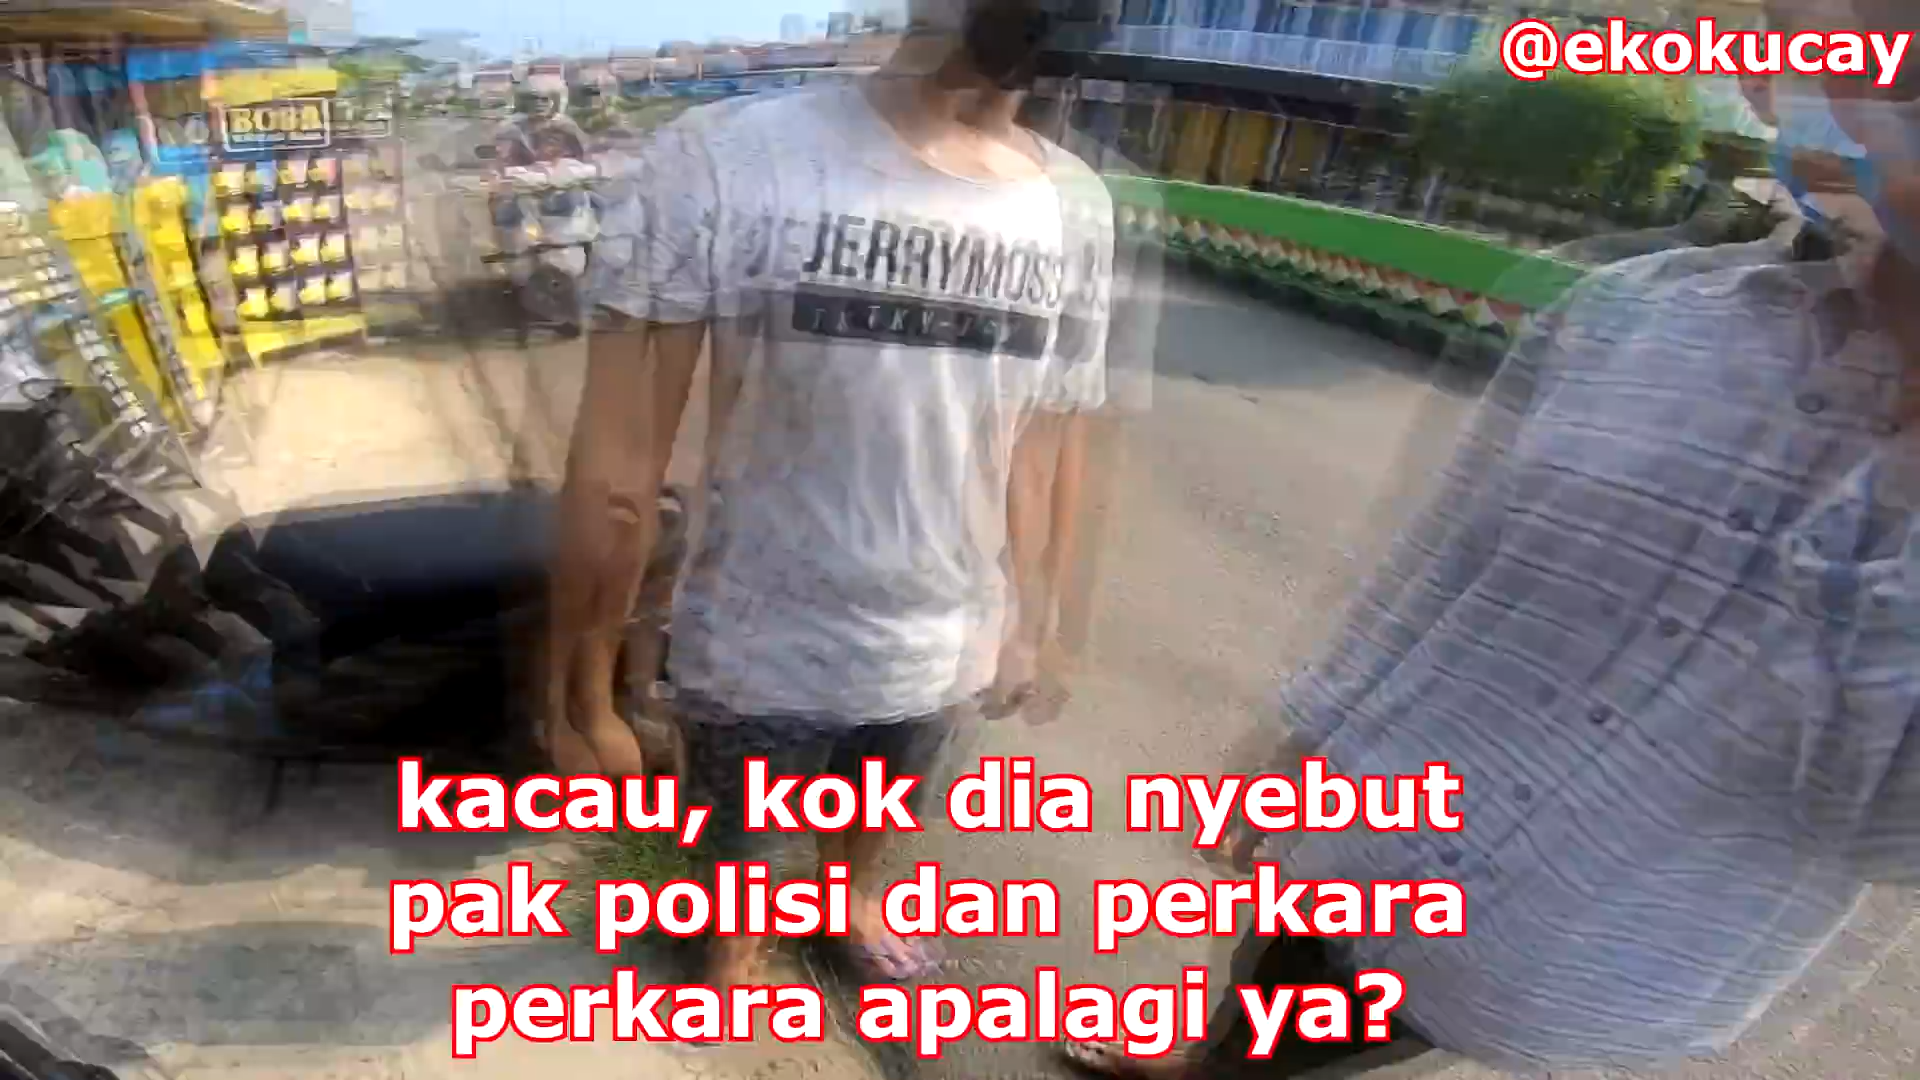 @ekokucay
BOBA
JERRYMOSS
kacau, kok dia nyebut
pak polisi dan perkara
perkara apalagi ya?